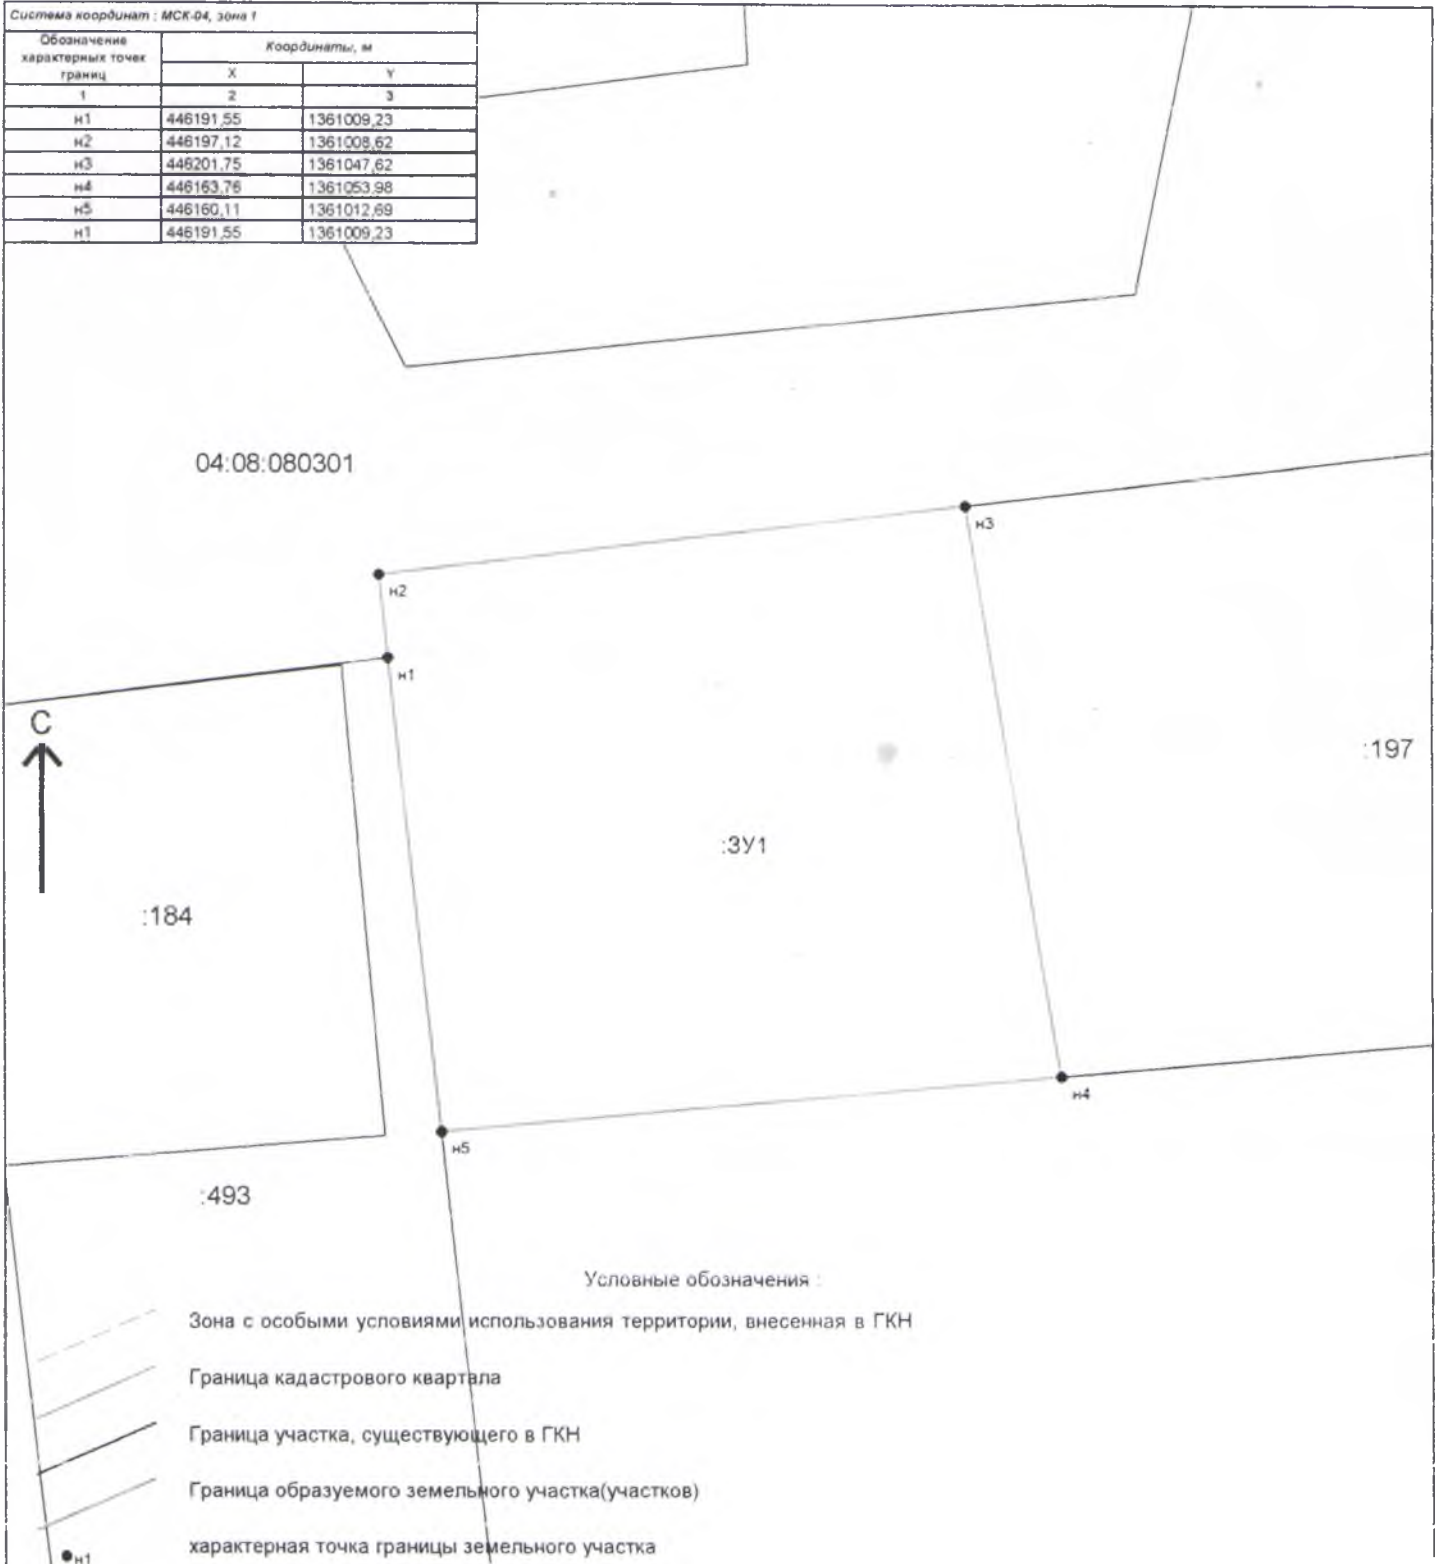 Система координат : МСК-04, зона 1
Обозначение характерных точек границ
Координаты, м
X Y
1 2 3
н1 446191,55 1361009,23
н2 446197,12 1361008,62
н3 446201,75 1361047,62
н4 446163,76 1361053,98
н5 446160,11 1361012,69
н1 446191,55 1361009,23
04:08:080301
н3
н2
н1
С
:197
:ЗУ1
:184
н4
н5
:493
Условные обозначения :
Зона с особыми условиями использования территории, внесенная в ГКН
Граница кадастрового квартала
Граница участка, существующего в ГКН
Граница образуемого земельного участка(участков)
н1 характерная точка границы земельного участка